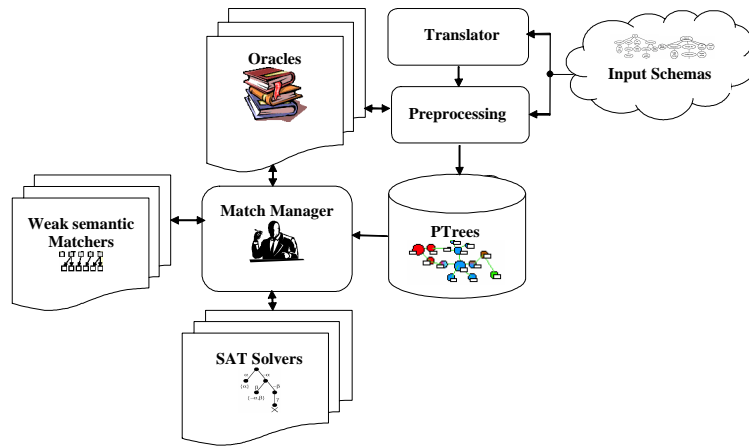 Translator
Oracles
Input Schemas
Preprocessing
Weak semantic
Matchers
Match Manager
PTrees
SAT Solvers
α
¬α
{α}
β
¬β
{¬α,β}
γ